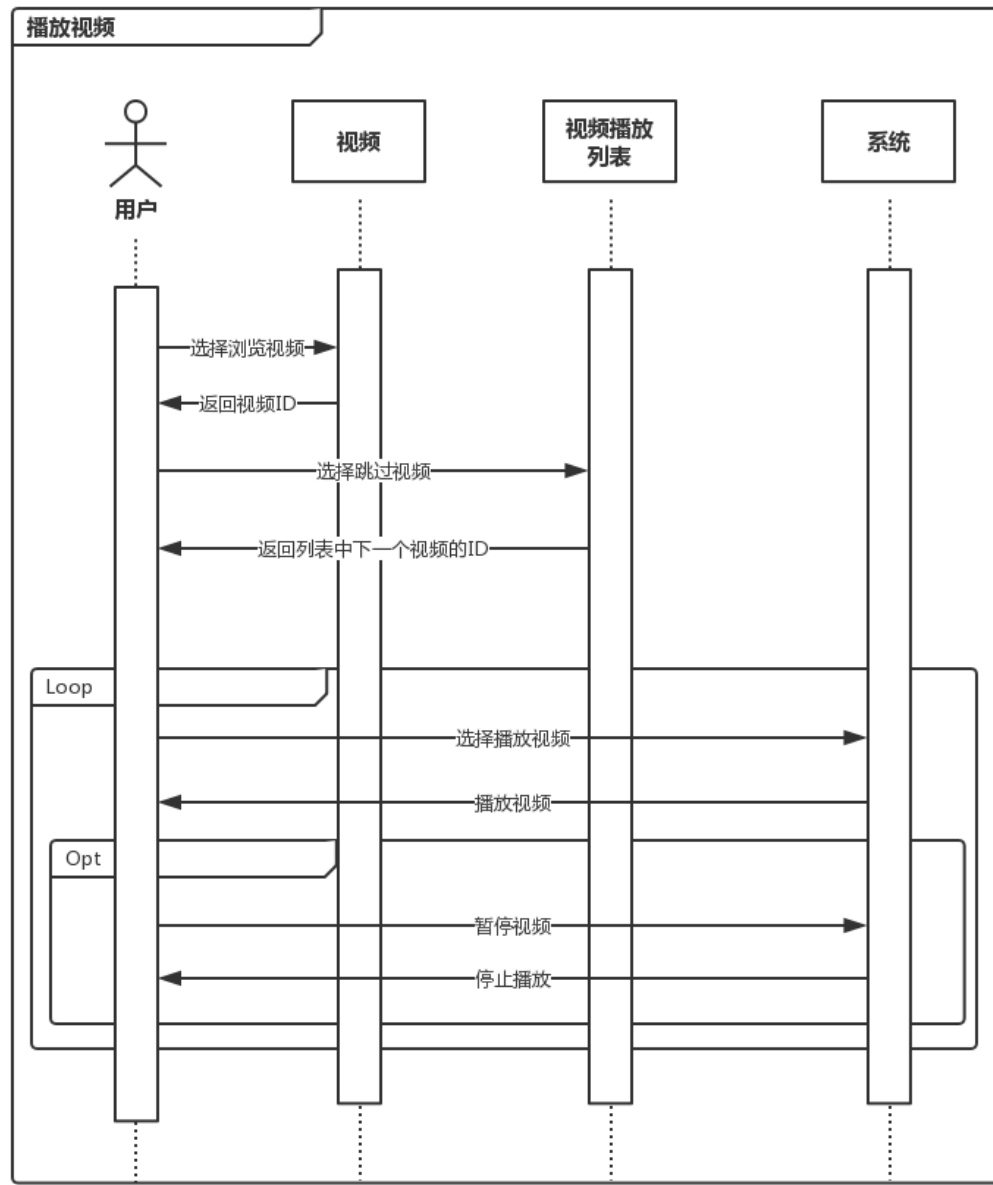 播放视频
用户
视频
视频播放
列表
系统
选择浏览视频
返回视频ID
选择跳过视频
返回列表中下一个视频的ID
Loop
选择播放视频
播放视频
Opt
暂停视频
停止播放